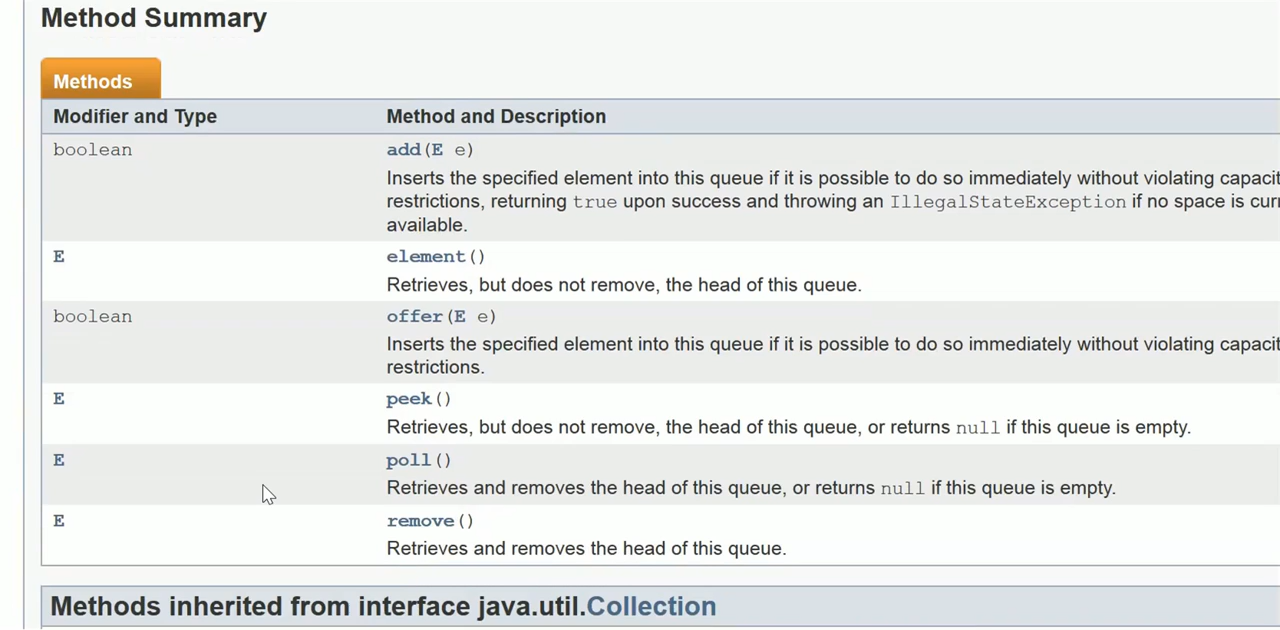 Method Summary
Methods
Modifier and Type Method and Description
boolean add(E e)
Inserts the specified element into this queue if it is possible to do so immediately without violating
restrictions, returning true upon success and throwing an IllegalStateException if no space is
available.
E element()
Retrieves, but does not remove, the head of this queue.
boolean offer(E e)
Inserts the specified element into this queue if it is possible to do so immediately without violating
restrictions.
E peek()
Retrieves, but does not remove, the head of this queue, or returns null if this queue is empty.
E poll()
Retrieves and removes the head of this queue, or returns null if this queue is empty.
E remove()
Retrieves and removes the head of this queue.
Methods inherited from interface java.util.Collection